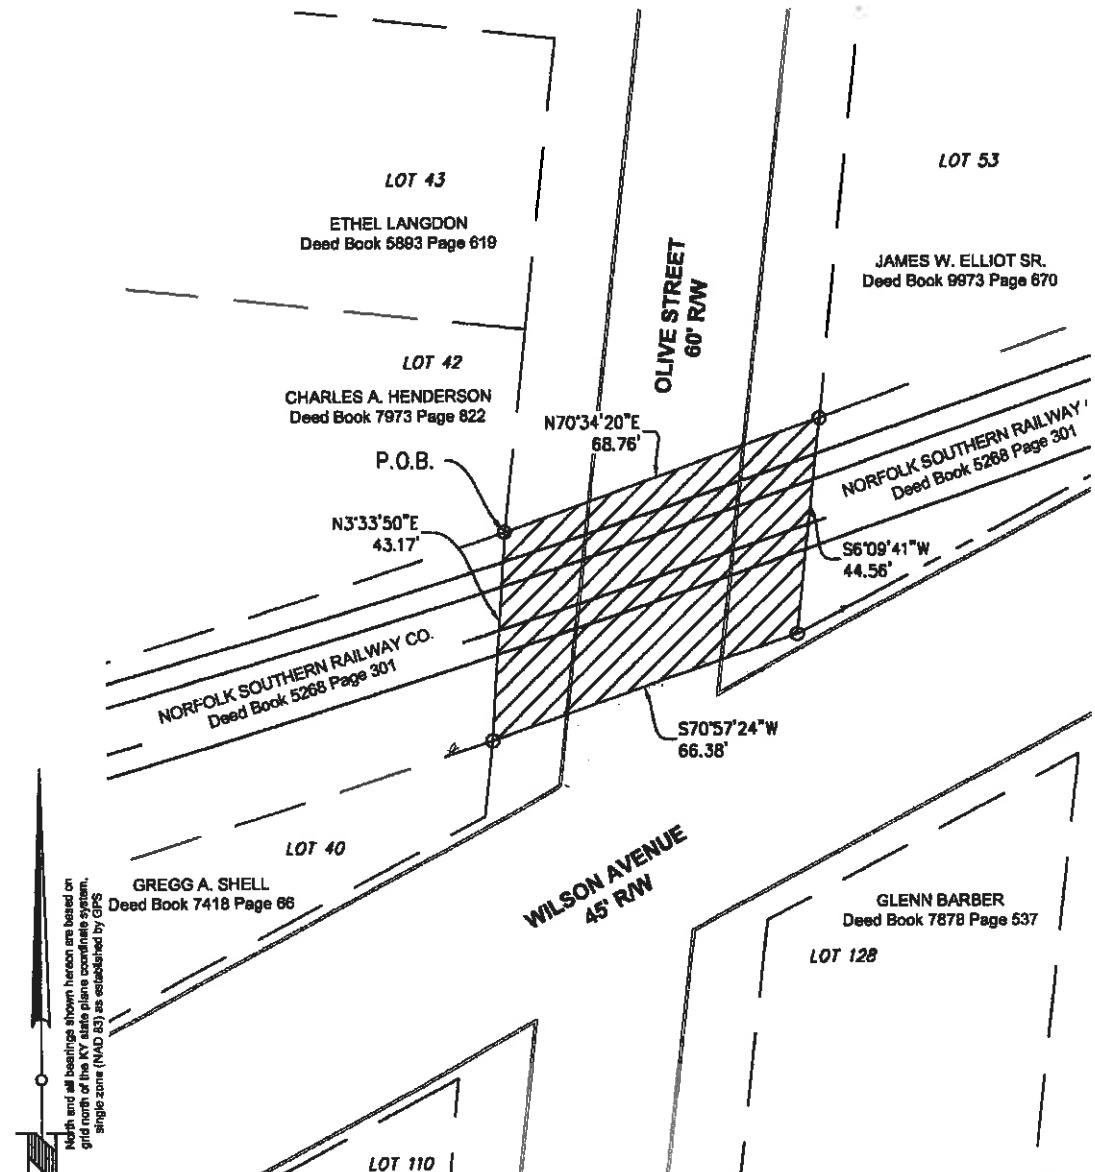 LOT 43
ETHEL LANGDON
Deed Book 5893 Page 619
LOT 53
JAMES W. ELLIOT SR.
Deed Book 9973 Page 670
OLIVE STREET
60' R/W
LOT 42
CHARLES A. HENDERSON
Deed Book 7973 Page 822
N70°34'20"E
68.76'
P.O.B.
NORFOLK SOUTHERN RAILWAY
Deed Book 5268 Page 301
N3°33'50"E
43.17'
S6°09'41"W
44.56'
NORFOLK SOUTHERN RAILWAY CO.
Deed Book 5268 Page 301
S70°57'24"W
66.38'
LOT 40
GREGG A. SHELL
Deed Book 7418 Page 66
WILSON AVENUE
45' R/W
GLENN BARBER
Deed Book 7878 Page 537
LOT 128
North and all bearings shown hereon are based on
grid north of the KY state plane coordinate system,
single zone (NAD 83) as established by GPS
LOT 110